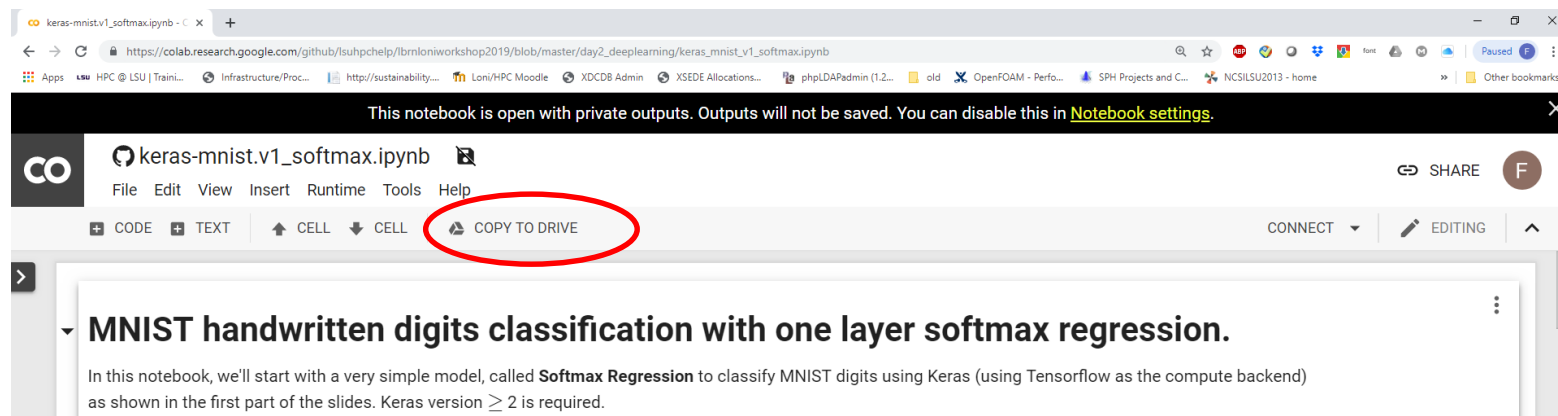 keras-mnist.v1_softmax.ipynb - C
https://colab.research.google.com/github/lsuhpchelp/lbrnloniworkshop2019/blob/master/day2_deeplearning/keras_mnist_v1_softmax.ipynb ABP font Paused F
Apps LSU HPC @ LSU | Traini... Infrastructure/Proc... http://sustainability.... Loni/HPC Moodle XDCDB Admin XSEDE Allocations... phpLDAPadmin (1.2... old OpenFOAM - Perfo... SPH Projects and C... NCSILSU2013 - home » Other bookmarks
This notebook is open with private outputs. Outputs will not be saved. You can disable this in Notebook settings.
CO keras-mnist.v1_softmax.ipynb SHARE F
File Edit View Insert Runtime Tools Help
CODE TEXT CELL CELL COPY TO DRIVE CONNECT EDITING
MNIST handwritten digits classification with one layer softmax regression.
In this notebook, we'll start with a very simple model, called Softmax Regression to classify MNIST digits using Keras (using Tensorflow as the compute backend)
as shown in the first part of the slides. Keras version ≥ 2 is required.